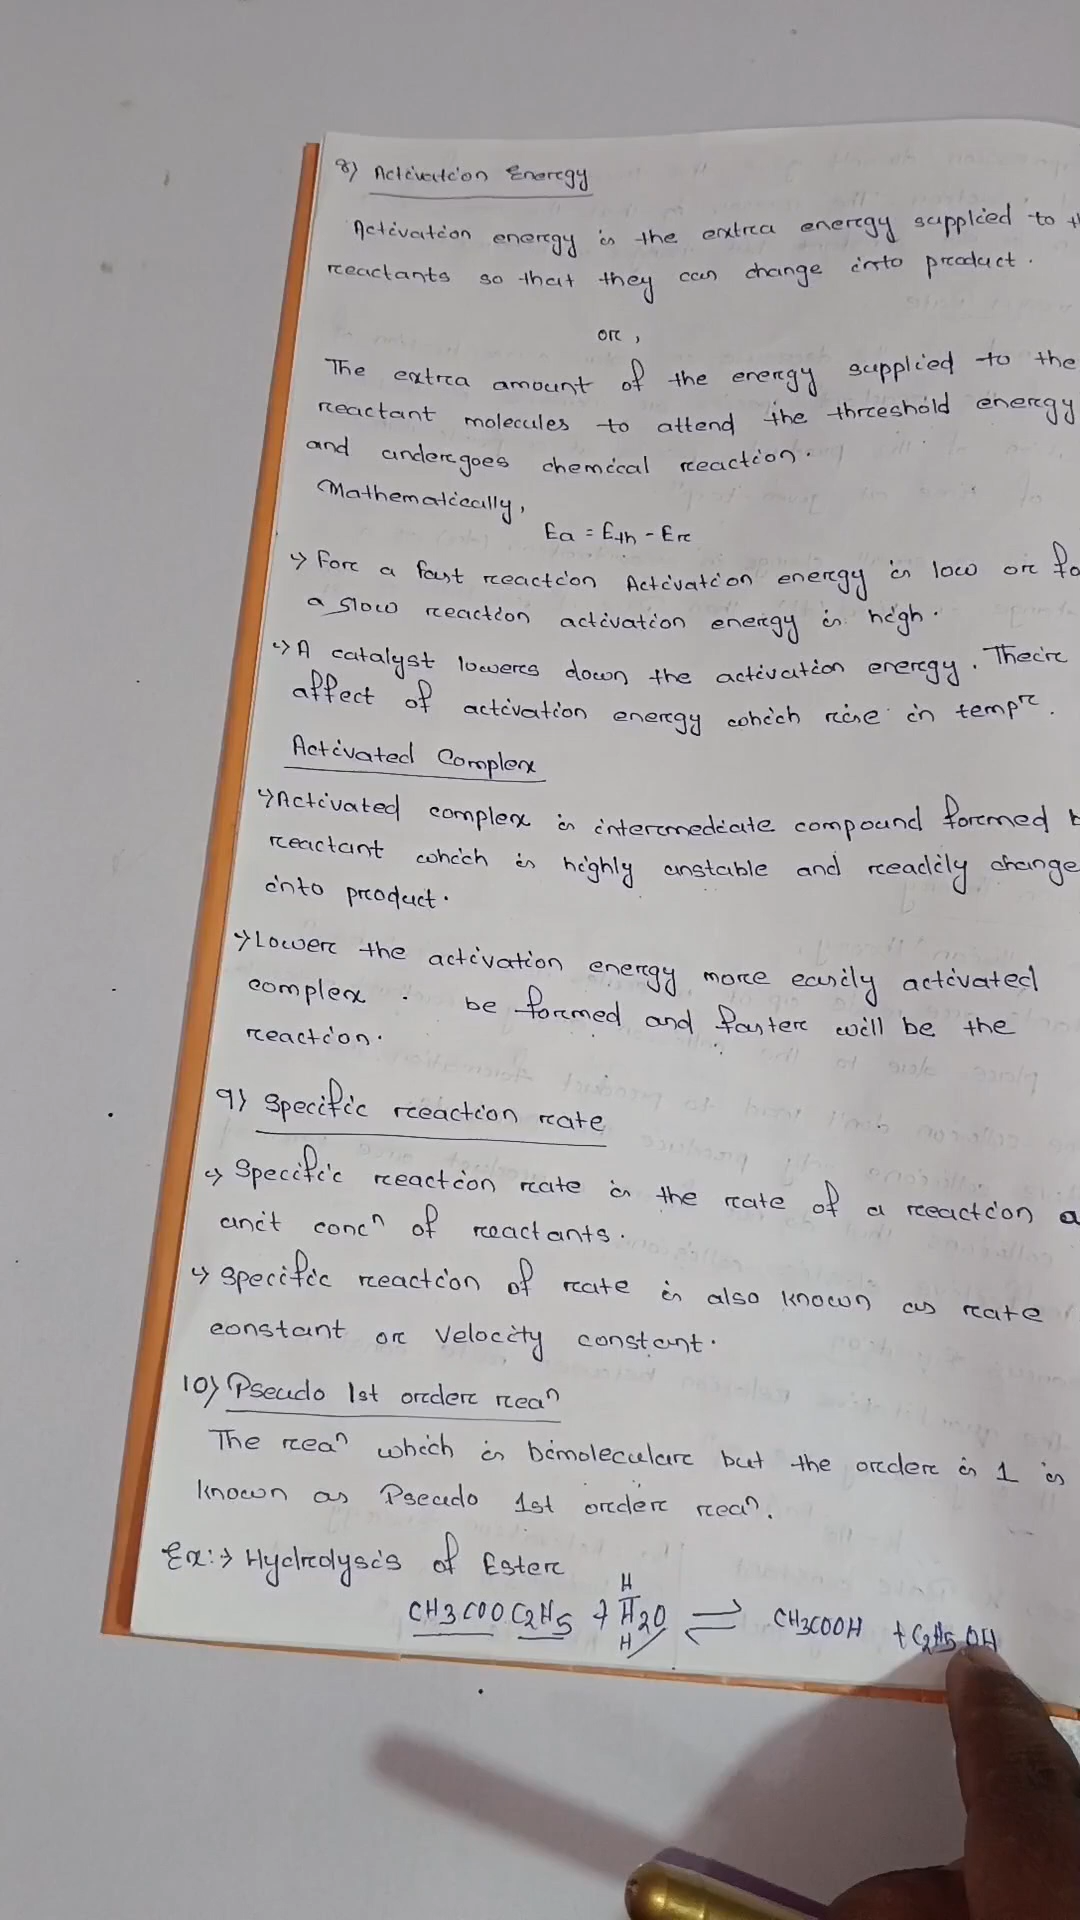 8) Activation Energy
Activation energy is the extra energy supplied to th
reactants so that they can change into product.
or,
The extra amount of the energy supplied to the
reactant molecules to attend the threshold energy
and undergoes chemical reaction.
Mathematically,
Ea = Eth - Er
↳ For a fast reaction Activation energy is low or fo
a slow reaction activation energy is high.
↳ A catalyst lowers down the activation energy. Their
affect of activation energy which rise in tempr.
Activated Complex
↳ Activated complex is intermediate compound formed b
reactant which is highly unstable and readily change
into product.
↳ Lower the activation energy more easily activated
complex . be formed and faster will be the
reaction.
9) Specific reaction rate
↳ Specific reaction rate is the rate of a reaction a
unit concn of reactants.
↳ Specific reaction of rate is also known as rate
constant or Velocity constant.
10) Pseudo 1st order rean
The rean which is bimolecular but the order is 1 is
known as Pseudo 1st order rean.
Ex:→ Hydrolysis of Ester
H
CH3COOC2H5 + H2O ⇌ CH3COOH + C2H5OH
H